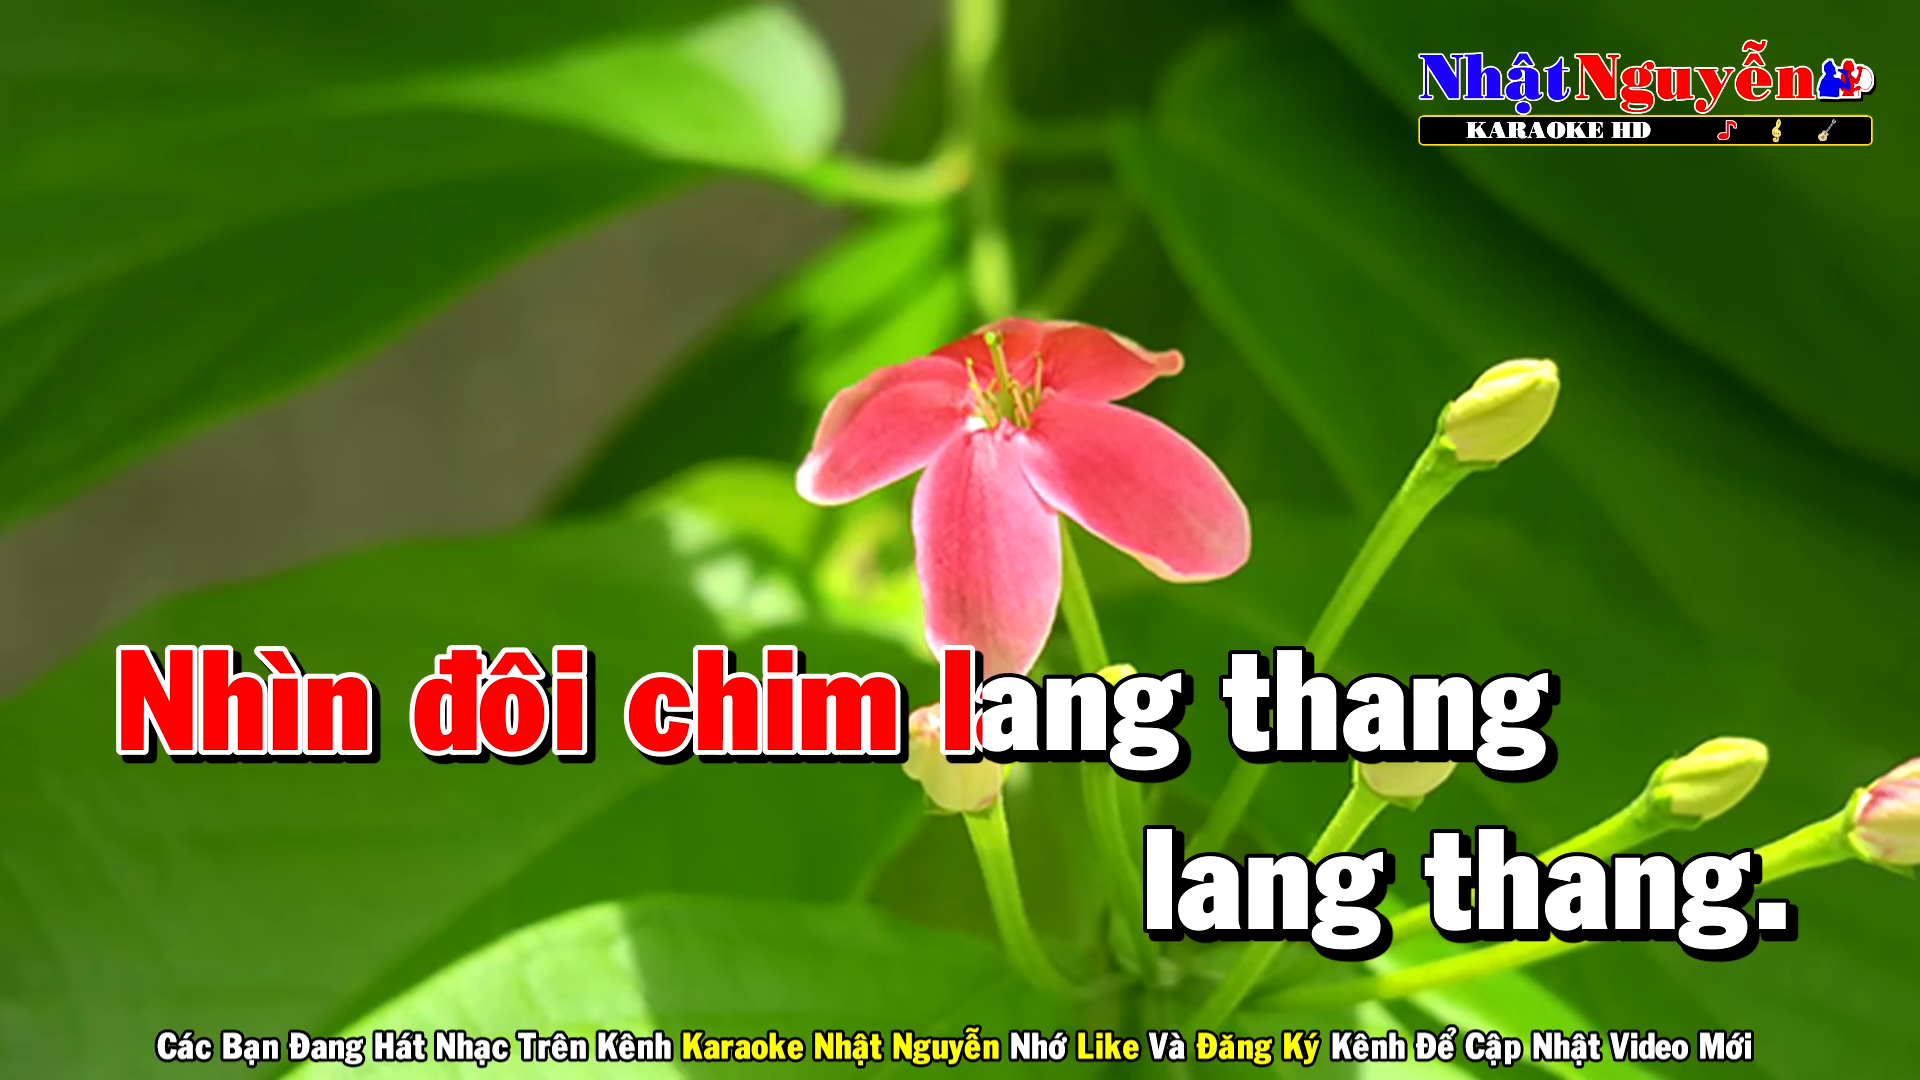 Nhật Nguyễn
KARAOKE HD
Nhìn đôi chim lang thang
lang thang.
Các Bạn Đang Hát Nhạc Trên Kênh Karaoke Nhật Nguyễn Nhớ Like Và Đăng Ký Kênh Để Cập Nhật Video Mới